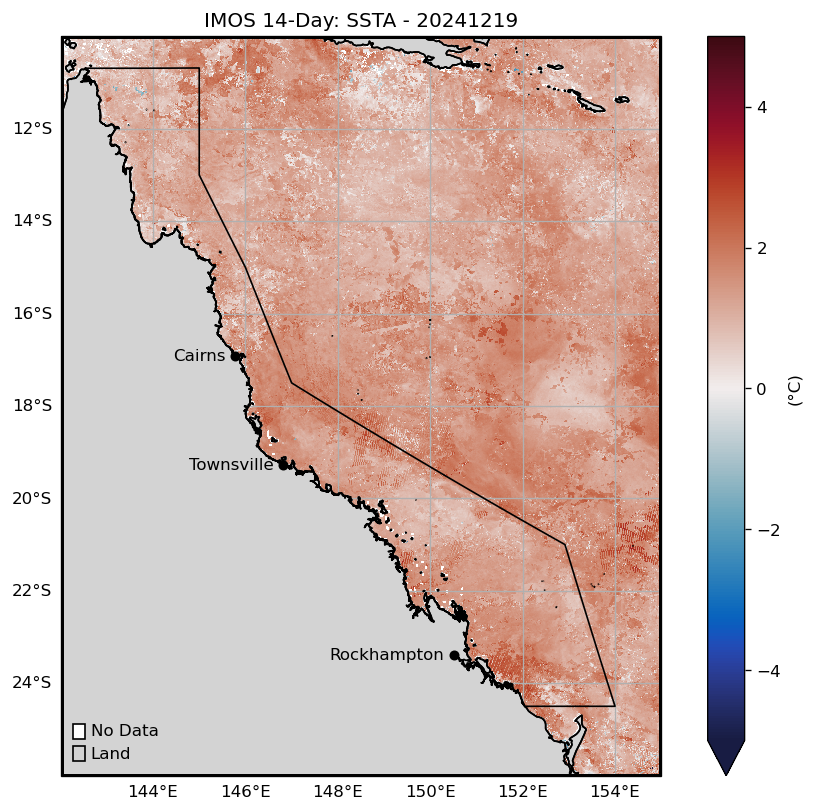 IMOS 14-Day: SSTA - 20241219
12°S
14°S
16°S
18°S
20°S
22°S
24°S
Cairns
Townsville
Rockhampton
No Data
Land
144°E 146°E 148°E 150°E 152°E 154°E
4
2
0
−2
−4
(°C)